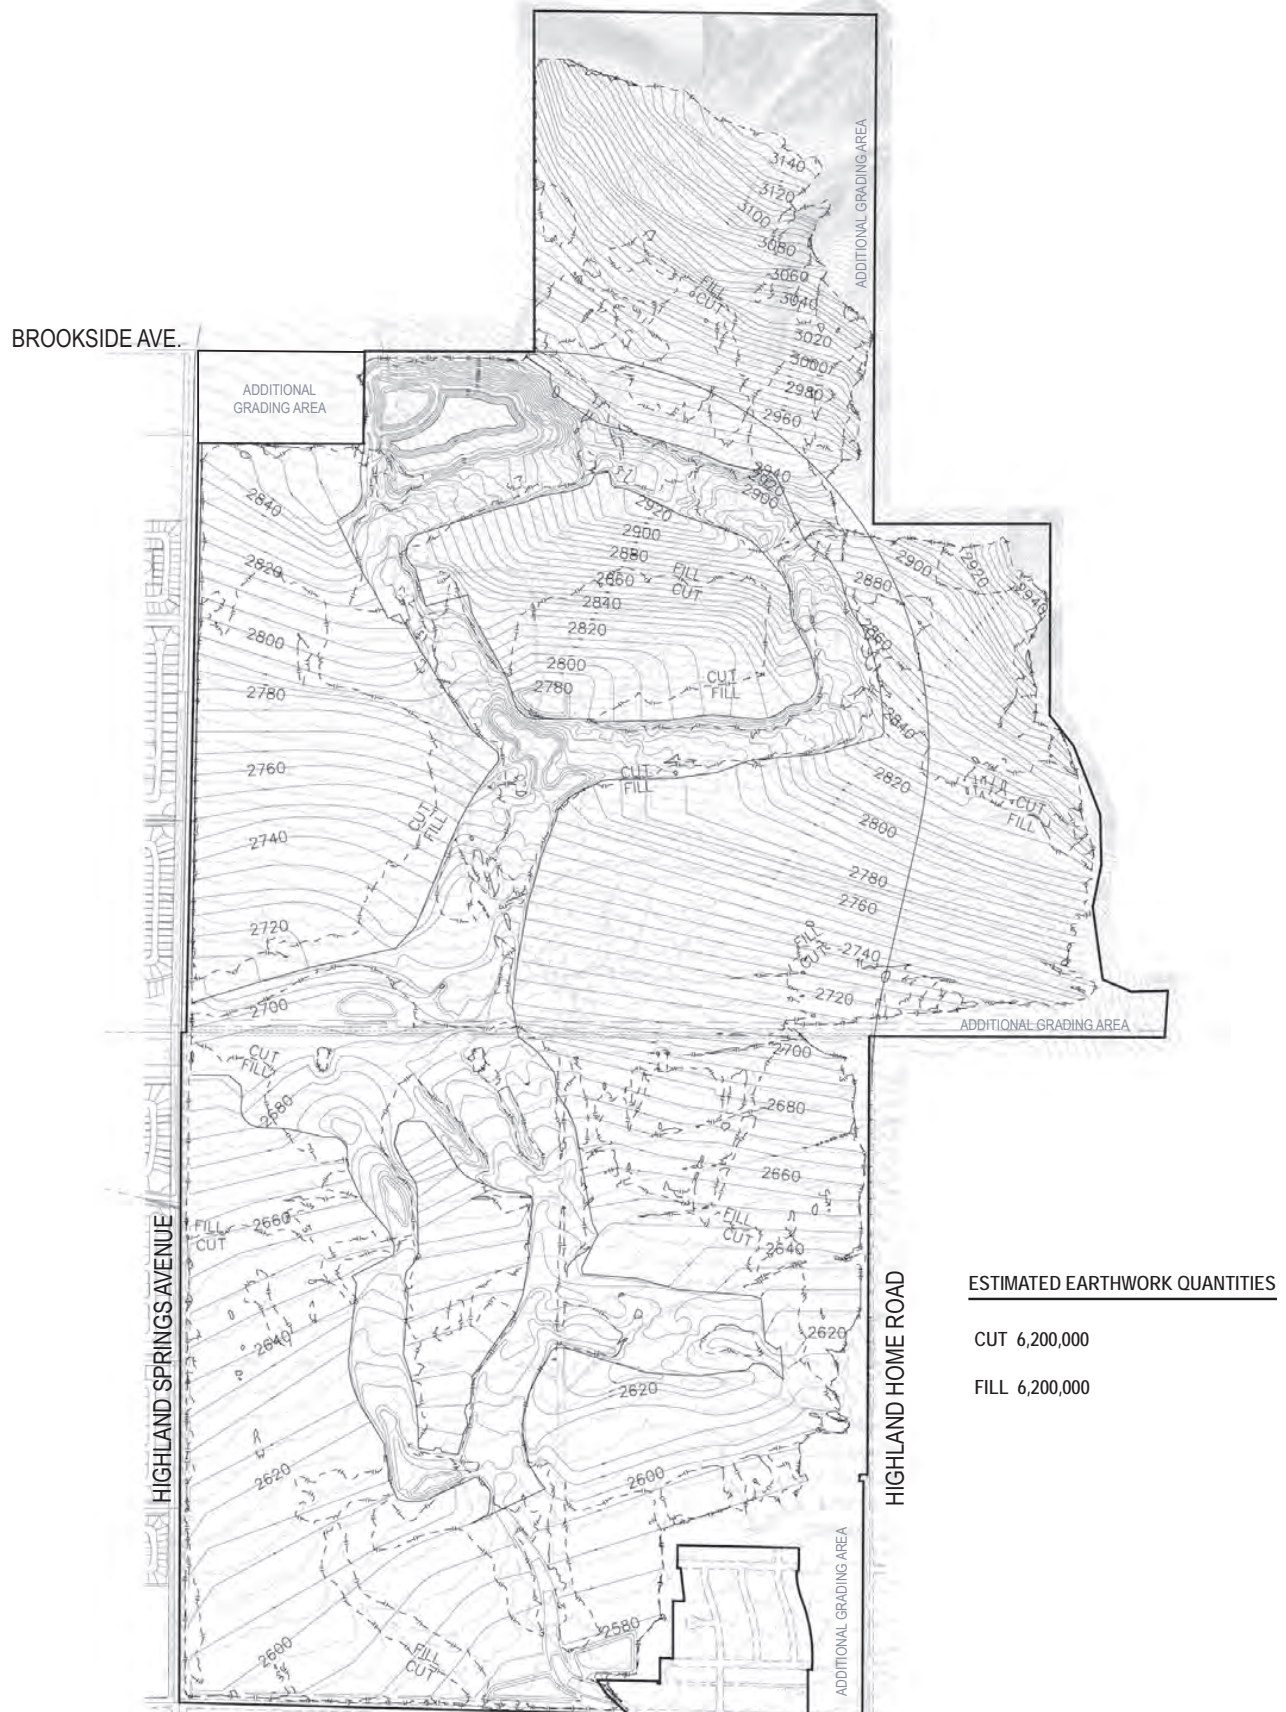 ADDITIONAL GRADING AREA
3140
3120
3100
3080
3060
3040
3020
3000
2980
2960
FILL
CUT
BROOKSIDE AVE.
ADDITIONAL
GRADING AREA
2940
2920
2900
2840
2820
2800
2780
2760
2740
2720
2700
2920
2900
2880
2860
2840
2820
2800
2780
FILL
CUT
CUT
FILL
CUT
FILL
CUT
FILL
2900
2920
2940
2880
2860
2840
2820
2800
2780
2760
2740
2720
CUT
FILL
FILL
CUT
ADDITIONAL GRADING AREA
2700
2680
2660
2640
2620
CUT
FILL
2680
FILL
CUT
2660
FILL
CUT
2640
2620
2620
2600
2600
2580
FILL
CUT
HIGHLAND SPRINGS AVENUE
HIGHLAND HOME ROAD
ADDITIONAL GRADING AREA
ESTIMATED EARTHWORK QUANTITIES
CUT 6,200,000
FILL 6,200,000